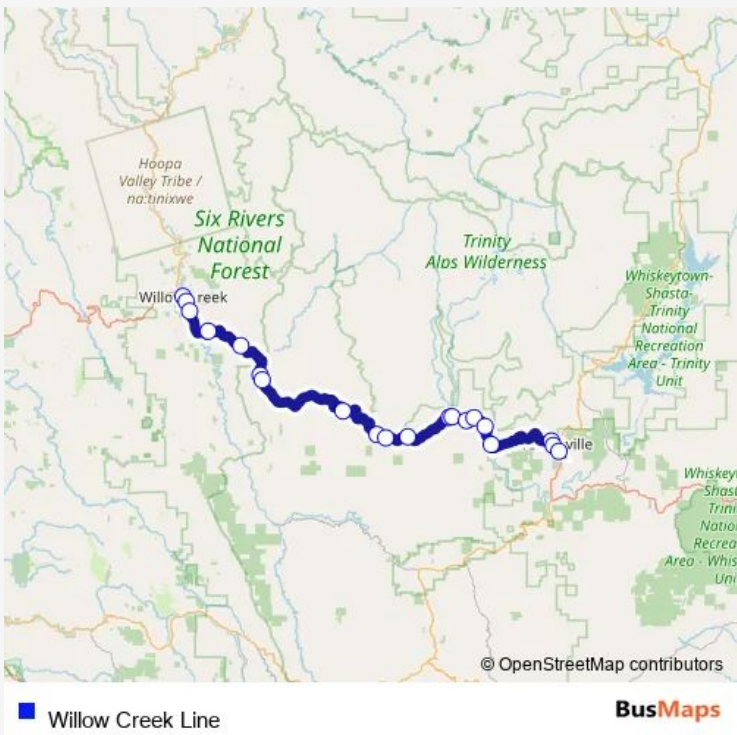 Hoopa
Valley Tribe /
na:tinixwe
Six Rivers
National
Forest
Trinity
Alps Wilderness
Whiskeytown-
Shasta-
Trinity
National
Recreation
Area - Trinity
Unit
Willo reek
ville
Whiskey
Shast
Trini
Natio
Recrea
Area - Whis
Uni
© OpenStreetMap contributors
Willow Creek Line
BusMaps